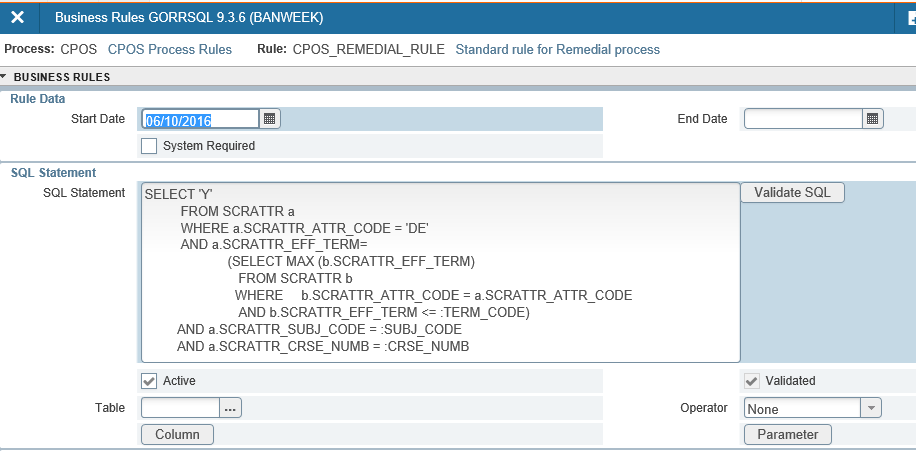 Business Rules GORRSQL 9.3.6 (BANWEEK)
Process: CPOS CPOS Process Rules Rule: CPOS_REMEDIAL_RULE Standard rule for Remedial process
BUSINESS RULES
Rule Data
Start Date 06/10/2016 End Date
System Required
SQL Statement
SQL Statement SELECT 'Y' Validate SQL
FROM SCRATTR a
WHERE a.SCRATTR_ATTR_CODE = 'DE'
AND a.SCRATTR_EFF_TERM=
(SELECT MAX (b.SCRATTR_EFF_TERM)
FROM SCRATTR b
WHERE b.SCRATTR_ATTR_CODE = a.SCRATTR_ATTR_CODE
AND b.SCRATTR_EFF_TERM <= :TERM_CODE)
AND a.SCRATTR_SUBJ_CODE = :SUBJ_CODE
AND a.SCRATTR_CRSE_NUMB = :CRSE_NUMB
Active Validated
Table ... Operator None
Column Parameter